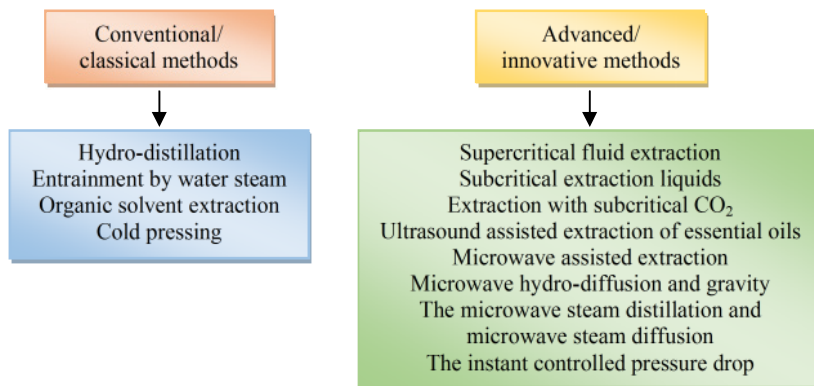 Conventional/
classical methods
Hydro-distillation
Entrainment by water steam
Organic solvent extraction
Cold pressing
Advanced/
innovative methods
Supercritical fluid extraction
Subcritical extraction liquids
Extraction with subcritical CO₂
Ultrasound assisted extraction of essential oils
Microwave assisted extraction
Microwave hydro-diffusion and gravity
The microwave steam distillation and
microwave steam diffusion
The instant controlled pressure drop